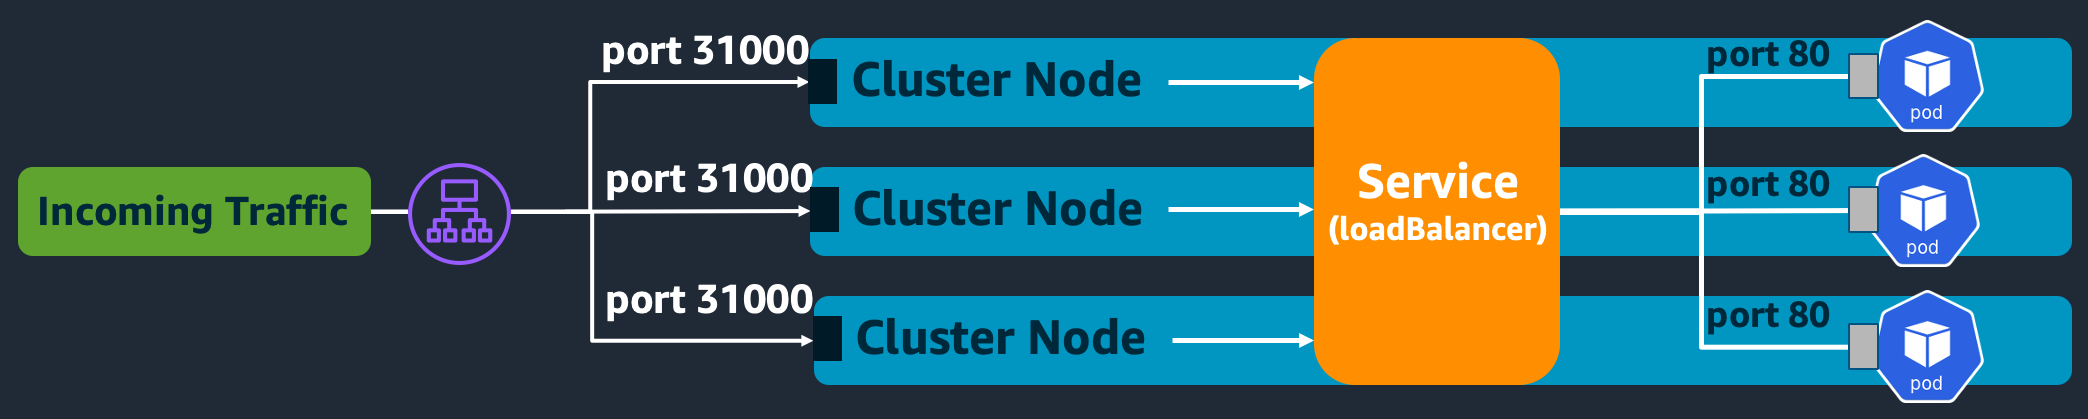 Incoming Traffic
port 31000
port 31000
port 31000
Cluster Node
Cluster Node
Cluster Node
Service
(loadBalancer)
port 80
pod
port 80
pod
port 80
pod